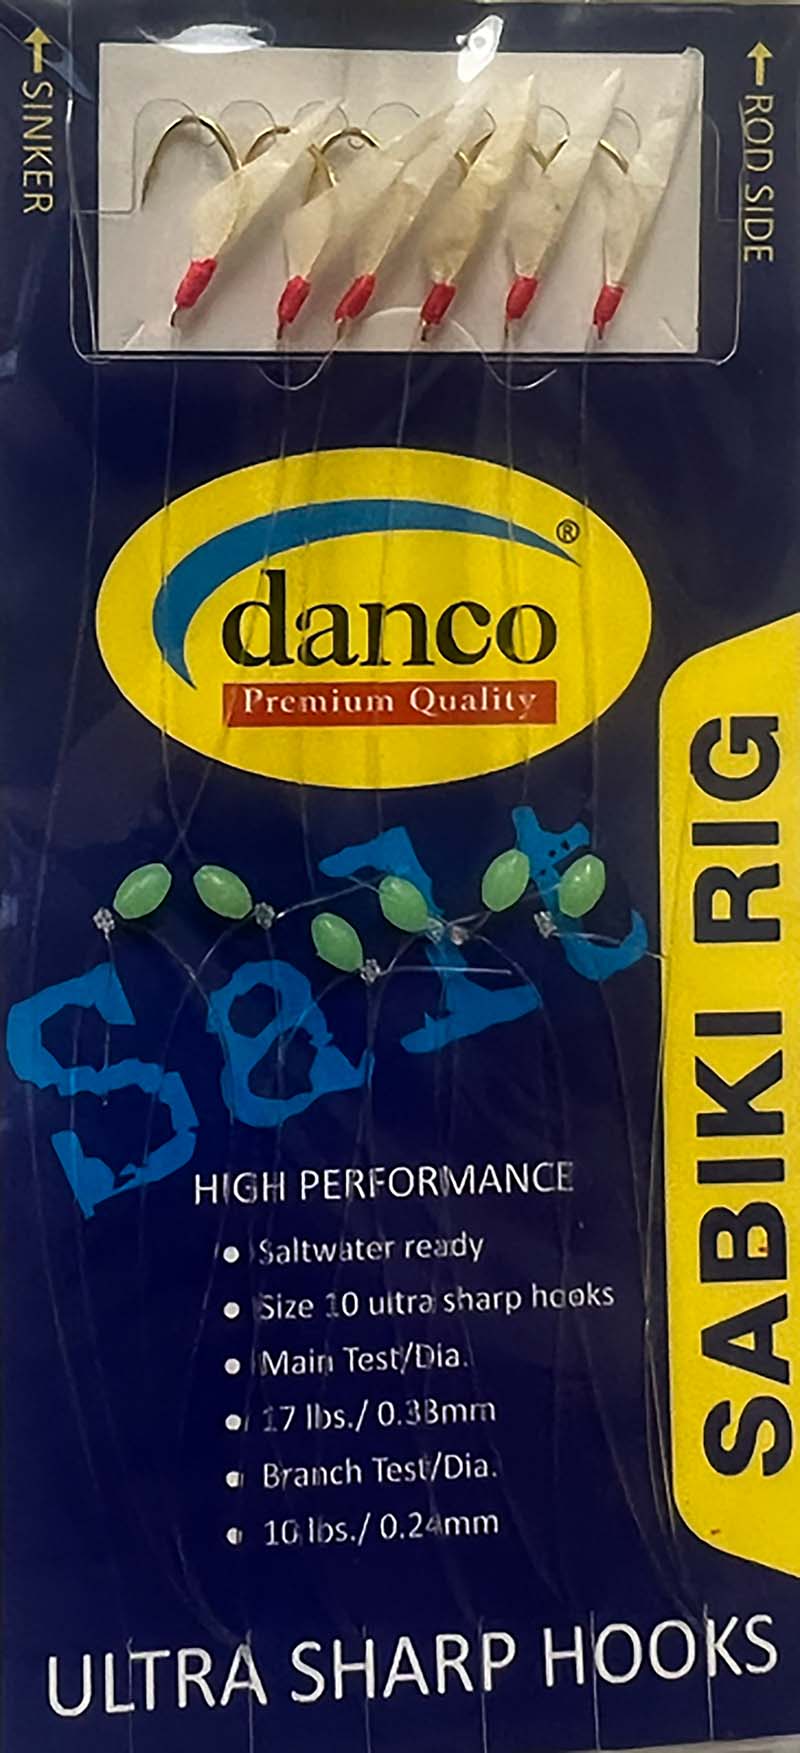 SINKER
ROD SIDE
danco®
Premium Quality
Salt
SABIKI RIG
HIGH PERFORMANCE
• Saltwater ready
• Size 10 ultra sharp hooks
• Main Test/Dia.
• 17 lbs./ 0.33mm
• Branch Test/Dia.
• 10 lbs./ 0.24mm
ULTRA SHARP HOOKS